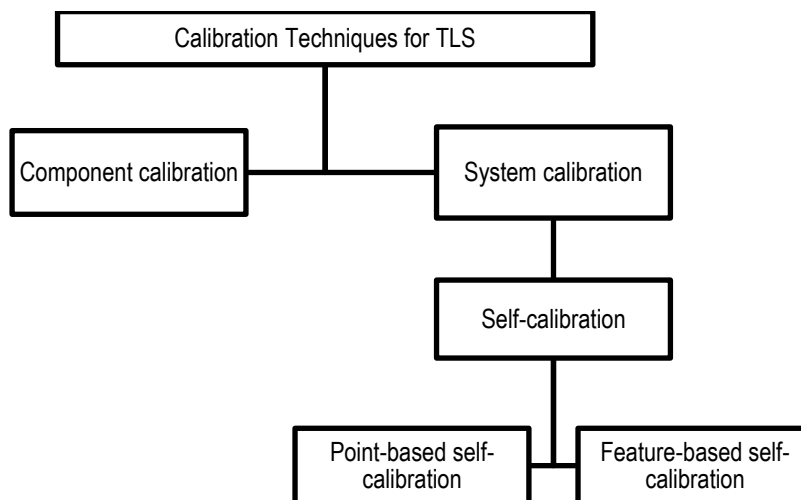 Calibration Techniques for TLS
Component calibration
System calibration
Self-calibration
Point-based self-
calibration
Feature-based self-
calibration